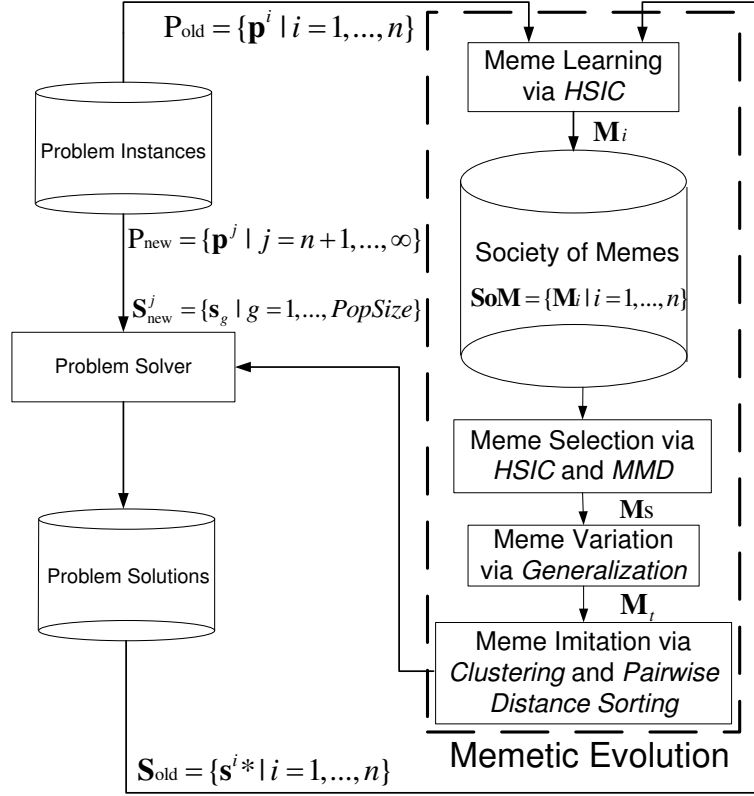 P_old = {p^i | i = 1,...,n}
Meme Learning
via HSIC
M_i
Problem Instances
P_new = {p^j | j = n+1,...,∞}
Society of Memes
SoM = {M_i | i = 1,...,n}
S^j_new = {s_g | g = 1,...,PopSize}
Problem Solver
Meme Selection via
HSIC and MMD
M_S
Meme Variation
via Generalization
M_t
Problem Solutions
Meme Imitation via
Clustering and Pairwise
Distance Sorting
Memetic Evolution
S_old = {s^i* | i = 1,...,n}